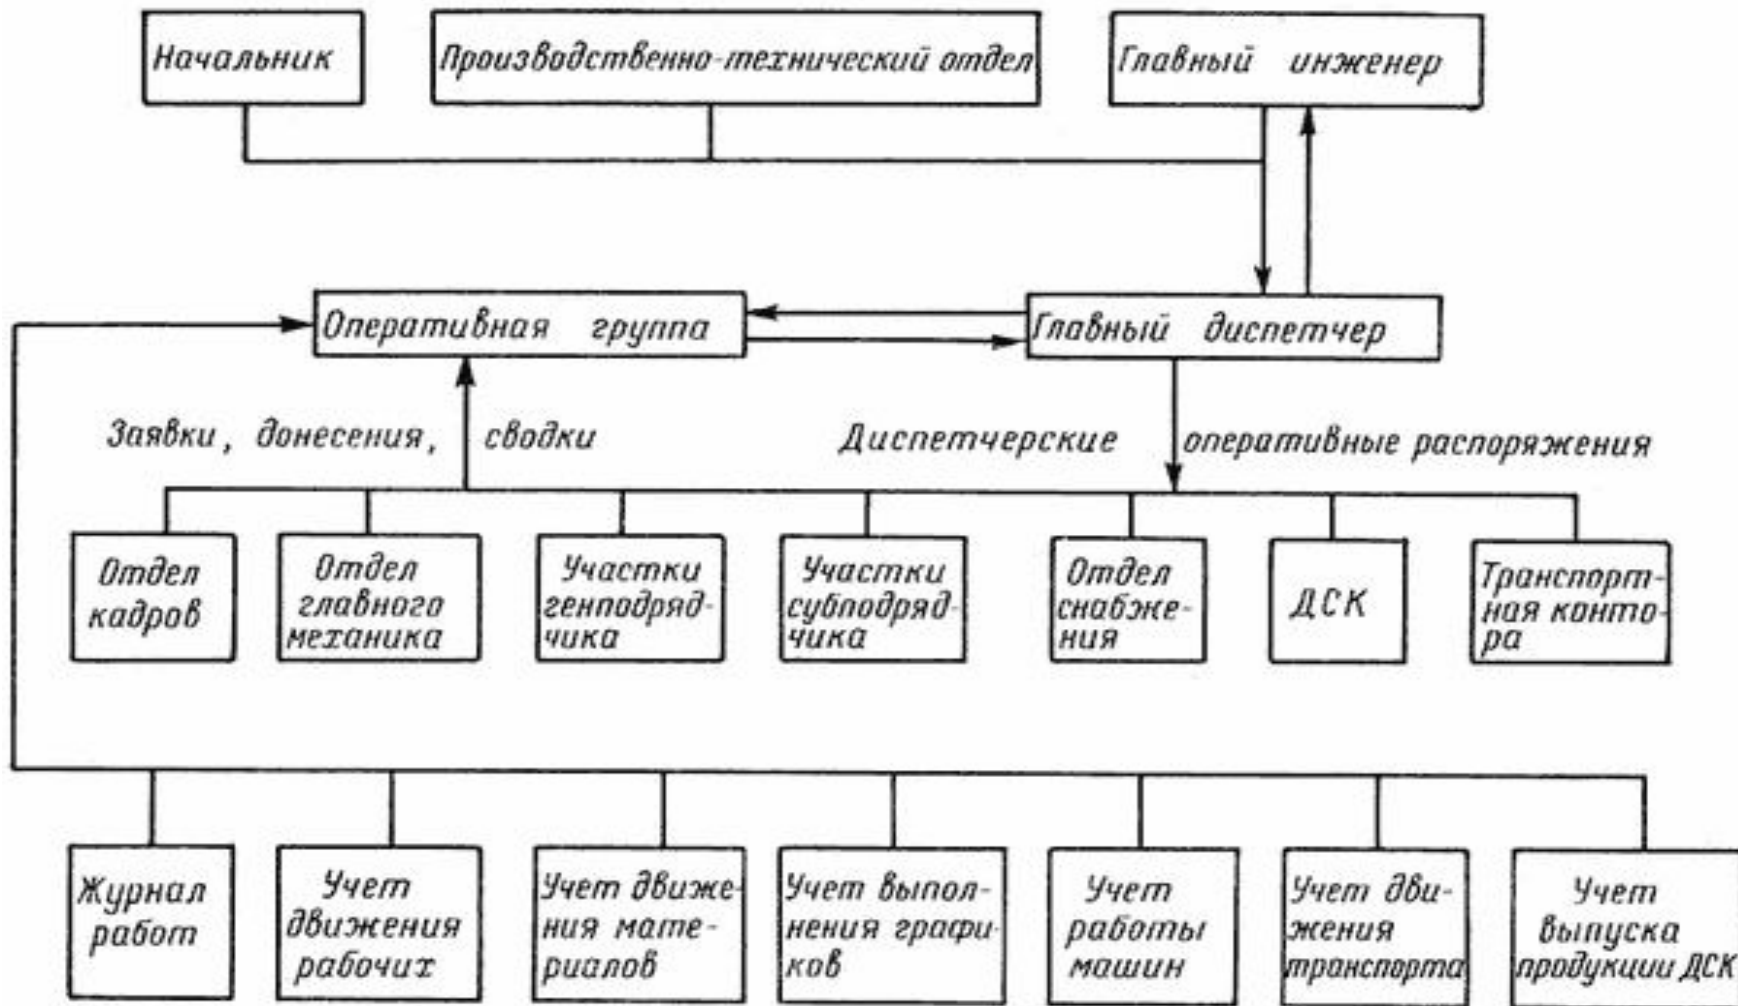 Начальник
Производственно-технический отдел
Главный инженер
Оперативная группа
Главный диспетчер
Заявки, донесения, сводки
Диспетчерские оперативные распоряжения
Отдел
кадров
Отдел
главного
механика
Участки
генподряд-
чика
Участки
субподряд-
чика
Отдел
снабже-
ния
ДСК
Транспорт-
ная конто-
ра
Журнал
работ
Учет
движения
рабочих
Учет движе-
ния мате-
риалов
Учет выпол-
нения графи-
ков
Учет
работы
машин
Учет дви-
жения
транспорта
Учет
выпуска
продукции ДСК